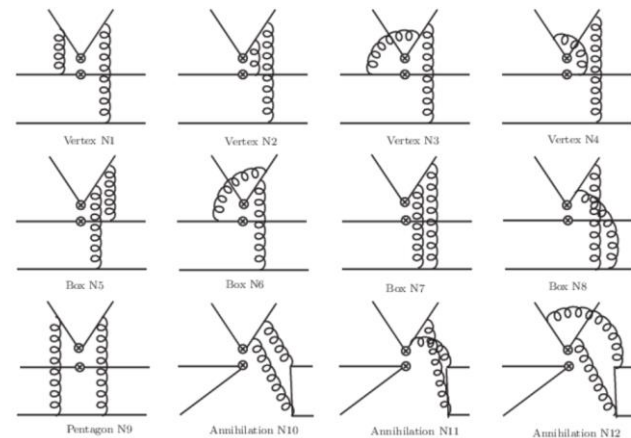 Vertex N1 Vertex N2 Vertex N3 Vertex N4
Box N5 Box N6 Box N7 Box N8
Pentagon N9 Annihilation N10 Annihilation N11 Annihilation N12